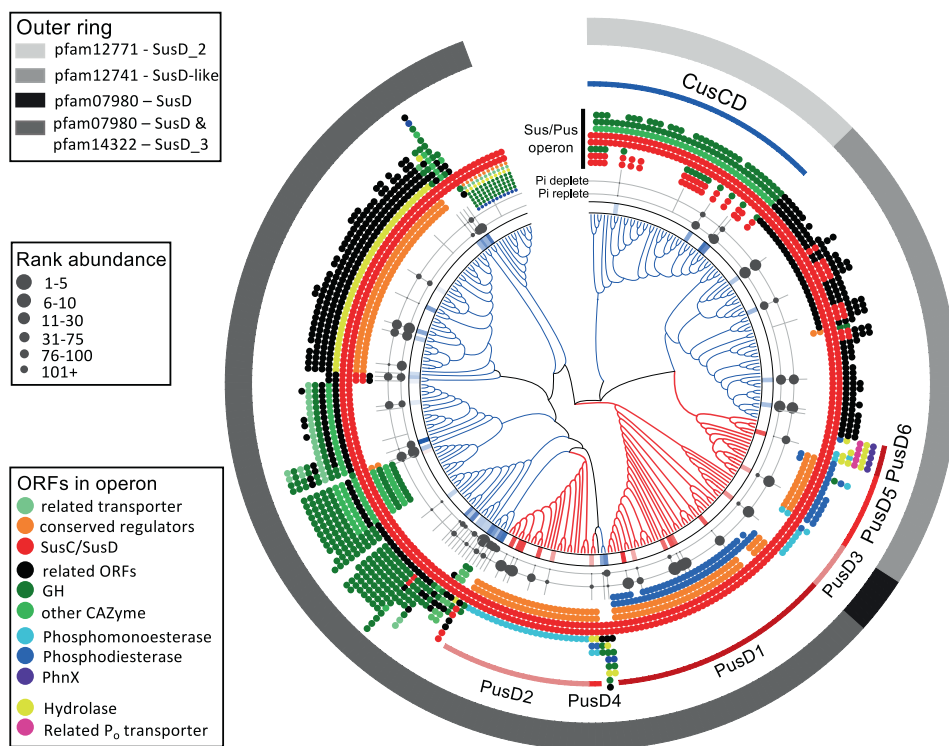 Outer ring
pfam12771 - SusD_2
pfam12741 - SusD-like
pfam07980 – SusD
pfam07980 – SusD &
pfam14322 – SusD_3
CusCD
Sus/Pus
operon
Pi deplete
Pi replete
Rank abundance
1-5
6-10
11-30
31-75
76-100
101+
ORFs in operon
related transporter
conserved regulators
SusC/SusD
related ORFs
GH
other CAZyme
Phosphomonoesterase
Phosphodiesterase
PhnX
Hydrolase
Related Po transporter
PusD6
PusD5
PusD3
PusD1
PusD4
PusD2